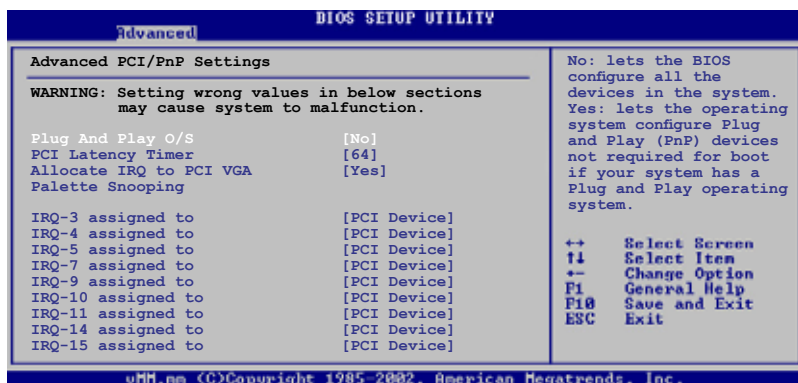 BIOS SETUP UTILITY
Advanced
Advanced PCI/PnP Settings
WARNING: Setting wrong values in below sections
may cause system to malfunction.
Plug And Play O/S [No]
PCI Latency Timer [64]
Allocate IRQ to PCI VGA [Yes]
Palette Snooping
IRQ-3 assigned to [PCI Device]
IRQ-4 assigned to [PCI Device]
IRQ-5 assigned to [PCI Device]
IRQ-7 assigned to [PCI Device]
IRQ-9 assigned to [PCI Device]
IRQ-10 assigned to [PCI Device]
IRQ-11 assigned to [PCI Device]
IRQ-14 assigned to [PCI Device]
IRQ-15 assigned to [PCI Device]
No: lets the BIOS
configure all the
devices in the system.
Yes: lets the operating
system configure Plug
and Play (PnP) devices
not required for boot
if your system has a
Plug and Play operating
system.
↔ Select Screen
↑↓ Select Item
+- Change Option
F1 General Help
F10 Save and Exit
ESC Exit
vMM.mm (C)Copyright 1985-2002, American Megatrends, Inc.